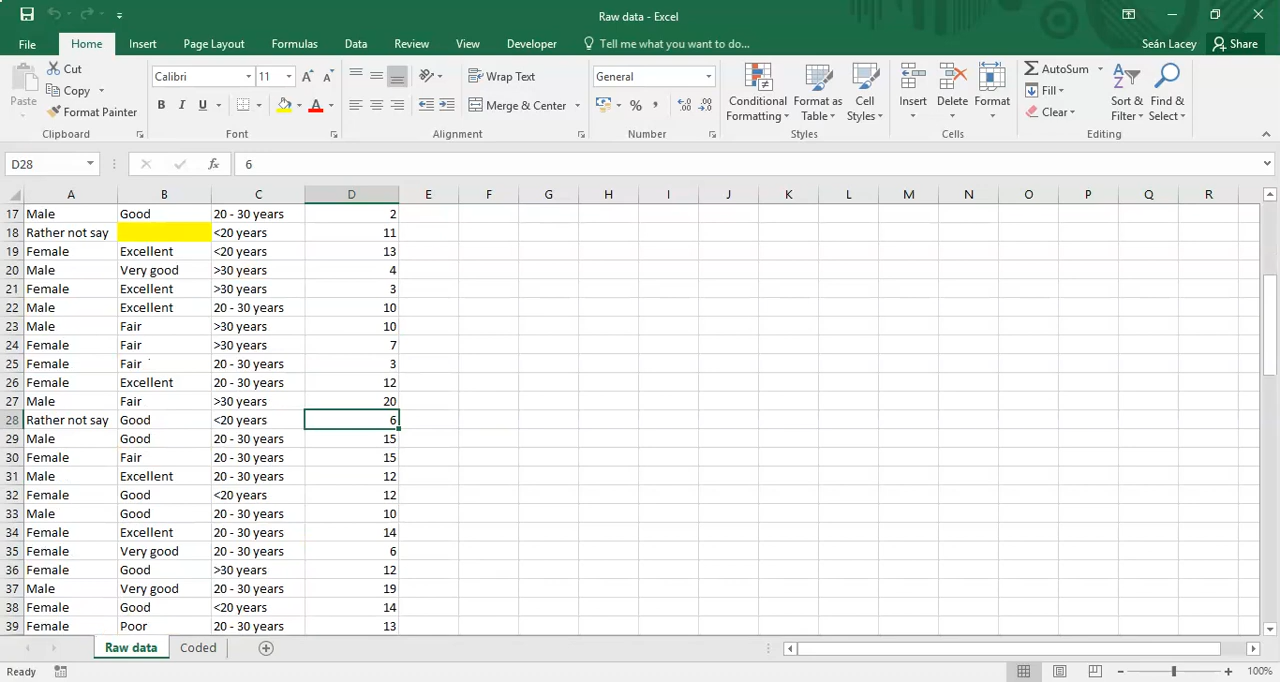 Raw data - Excel
File Home Insert Page Layout Formulas Data Review View Developer Tell me what you want to do... Seán Lacey Share
Paste Cut Copy Format Painter Clipboard
Calibri 11 A A B I U A Font
Wrap Text Merge & Center Alignment
General % , Number
Conditional Formatting Format as Table Cell Styles Styles
Insert Delete Format Cells
AutoSum Fill Clear Sort & Filter Find & Select Editing
D28 fx 6
A B C D E F G H I J K L M N O P Q R
17 Male Good 20 - 30 years 2
18 Rather not say <20 years 11
19 Female Excellent <20 years 13
20 Male Very good >30 years 4
21 Female Excellent >30 years 3
22 Male Excellent 20 - 30 years 10
23 Male Fair >30 years 10
24 Female Fair >30 years 7
25 Female Fair 20 - 30 years 3
26 Female Excellent 20 - 30 years 12
27 Male Fair >30 years 20
28 Rather not say Good <20 years 6
29 Male Good 20 - 30 years 15
30 Female Fair 20 - 30 years 15
31 Male Excellent 20 - 30 years 12
32 Female Good <20 years 12
33 Male Good 20 - 30 years 10
34 Female Excellent 20 - 30 years 14
35 Female Very good 20 - 30 years 6
36 Female Good >30 years 12
37 Male Very good 20 - 30 years 19
38 Female Good <20 years 14
39 Female Poor 20 - 30 years 13
Raw data Coded
Ready 100%